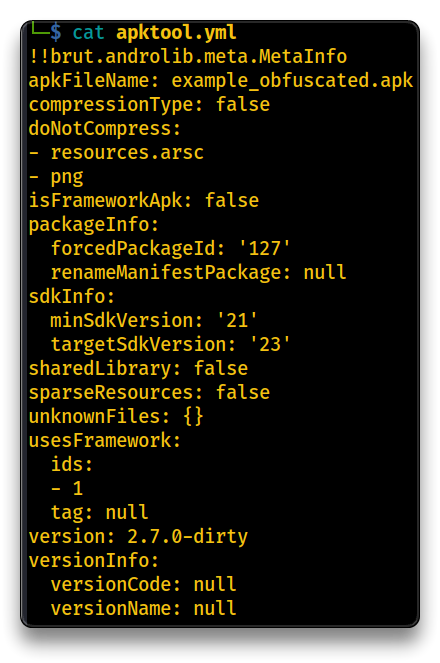 └─$ cat apktool.yml
!!brut.androlib.meta.MetaInfo
apkFileName: example_obfuscated.apk
compressionType: false
doNotCompress:
- resources.arsc
- png
isFrameworkApk: false
packageInfo:
  forcedPackageId: '127'
  renameManifestPackage: null
sdkInfo:
  minSdkVersion: '21'
  targetSdkVersion: '23'
sharedLibrary: false
sparseResources: false
unknownFiles: {}
usesFramework:
  ids:
  - 1
  tag: null
version: 2.7.0-dirty
versionInfo:
  versionCode: null
  versionName: null